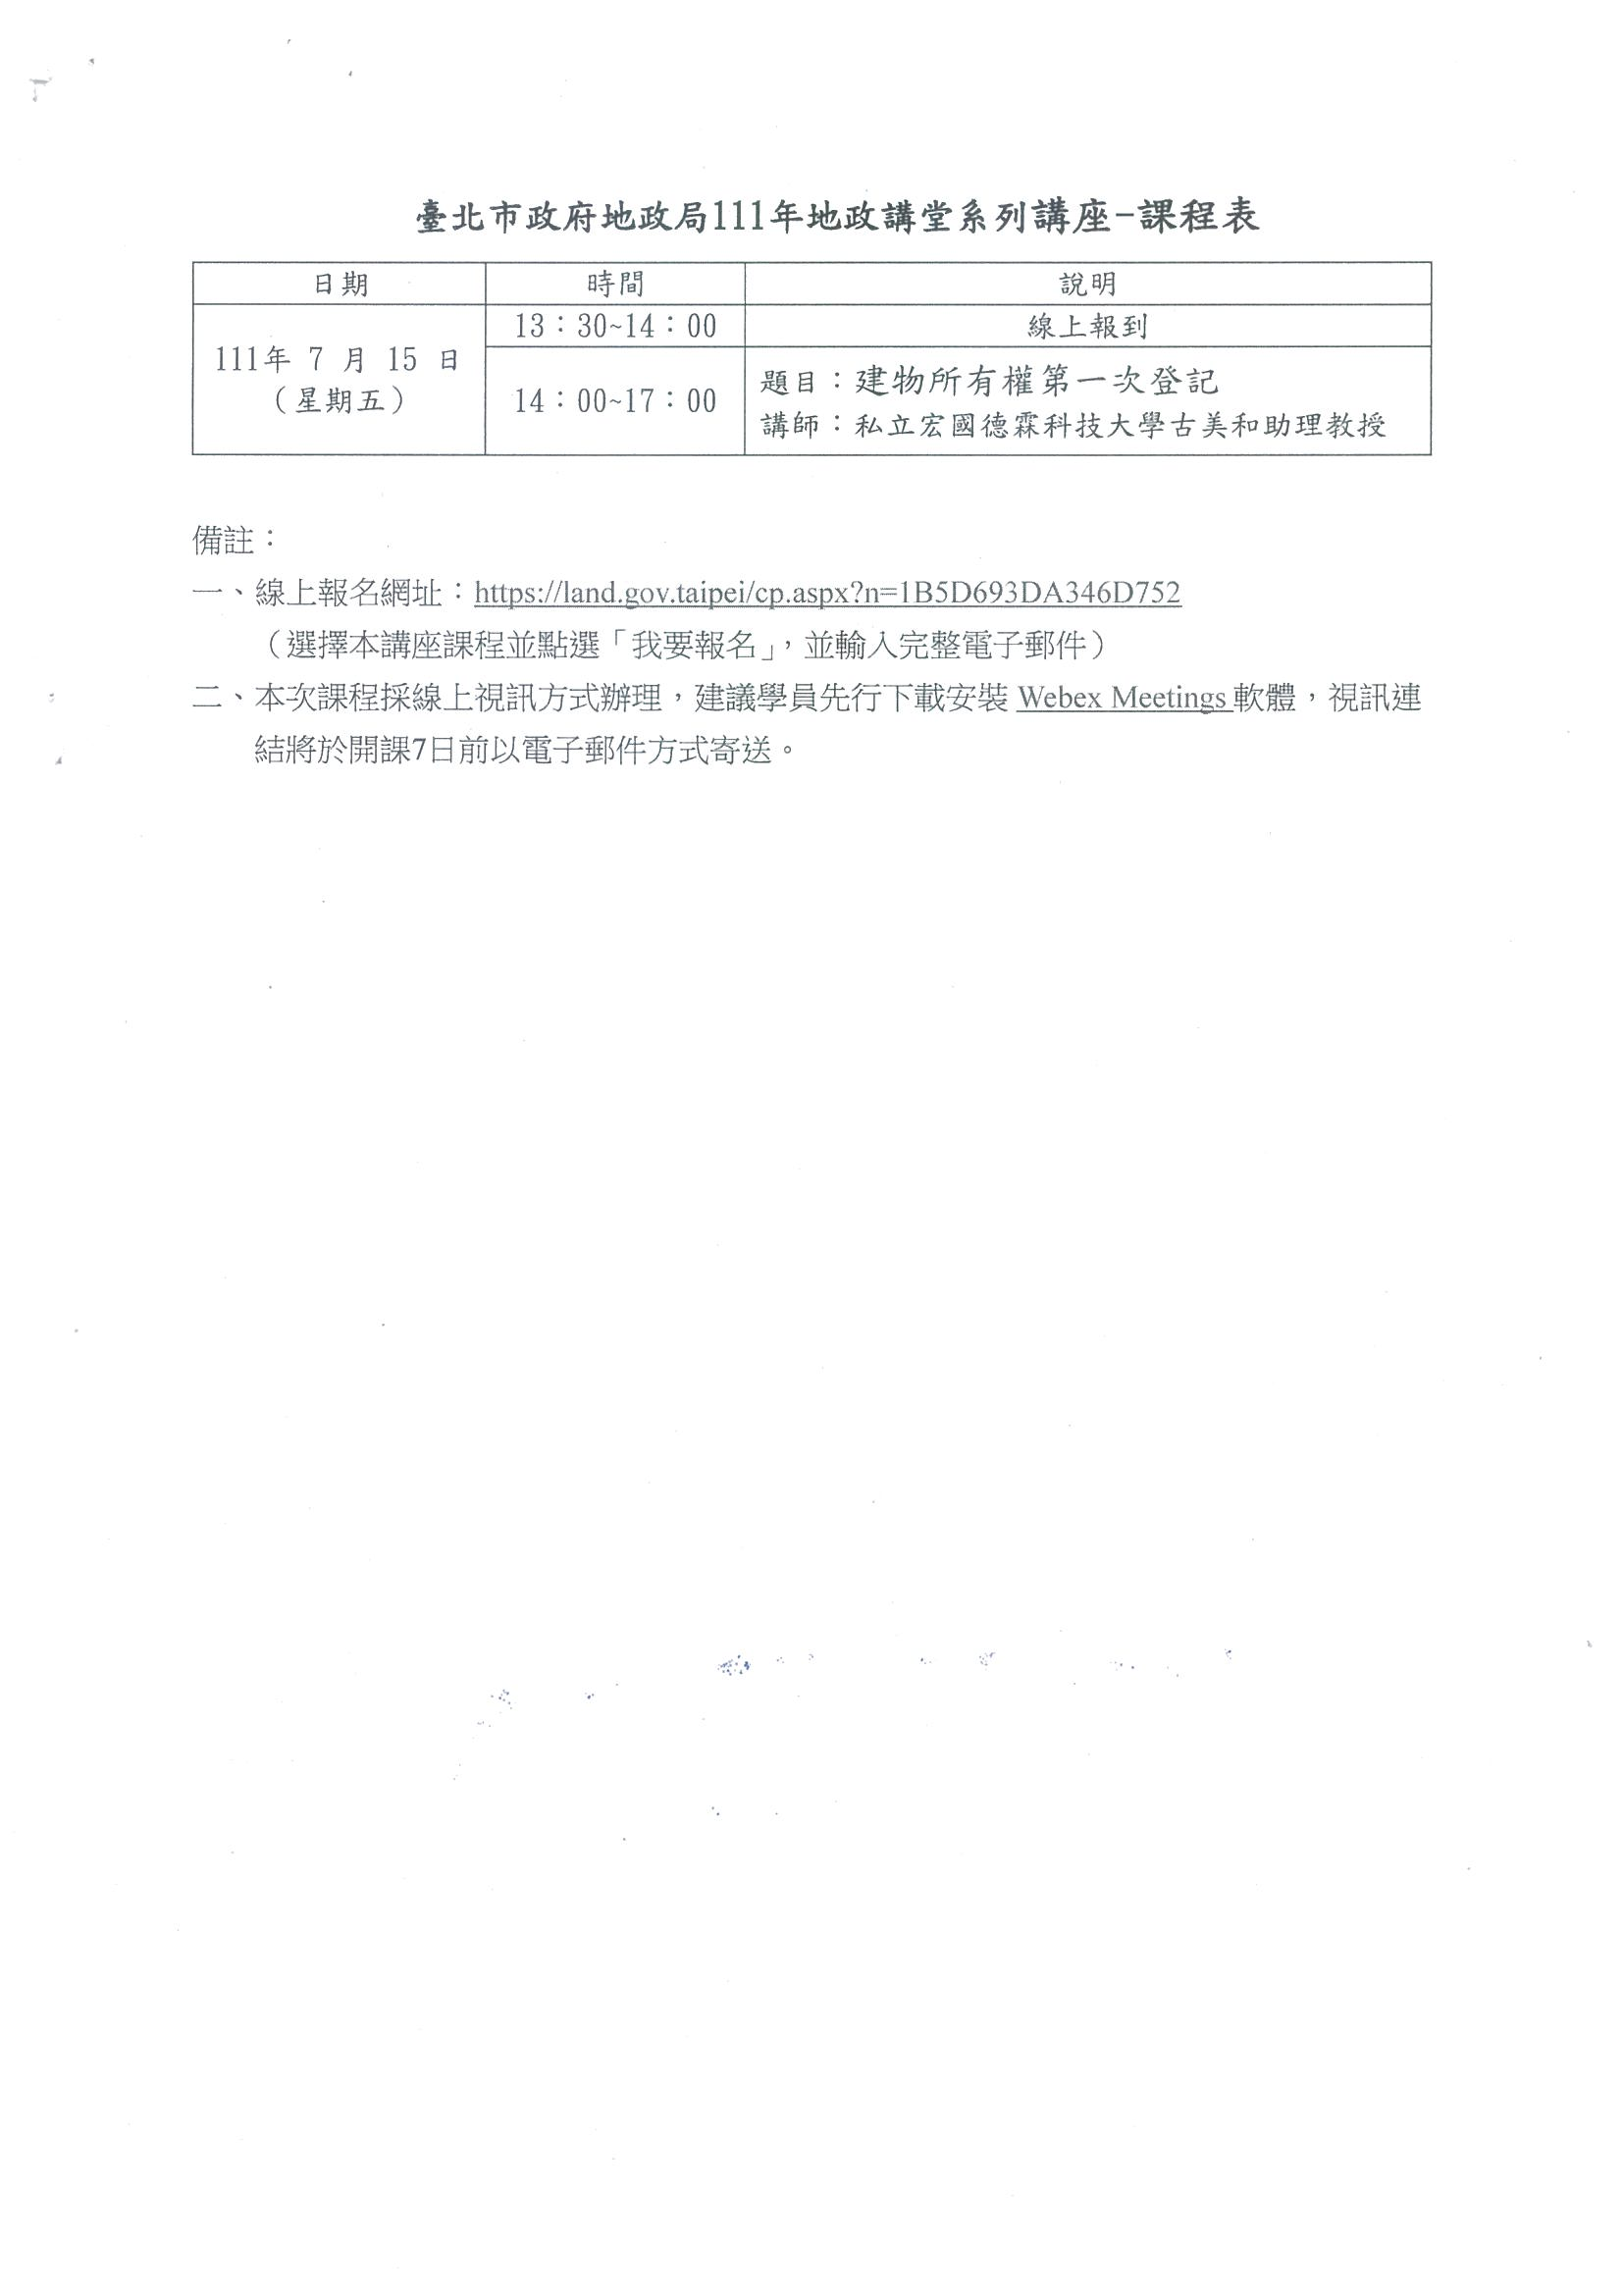 臺北市政府地政局111年地政講堂系列講座-課程表
日期 時間 說明
111年 7 月 15 日
（星期五）
13：30~14：00 線上報到
14：00~17：00
題目：建物所有權第一次登記
講師：私立宏國德霖科技大學古美和助理教授
備註：
一、線上報名網址：https://land.gov.taipei/cp.aspx?n=1B5D693DA346D752
（選擇本講座課程並點選「我要報名」，並輸入完整電子郵件）
二、本次課程採線上視訊方式辦理，建議學員先行下載安裝 Webex Meetings 軟體，視訊連
結將於開課7日前以電子郵件方式寄送。